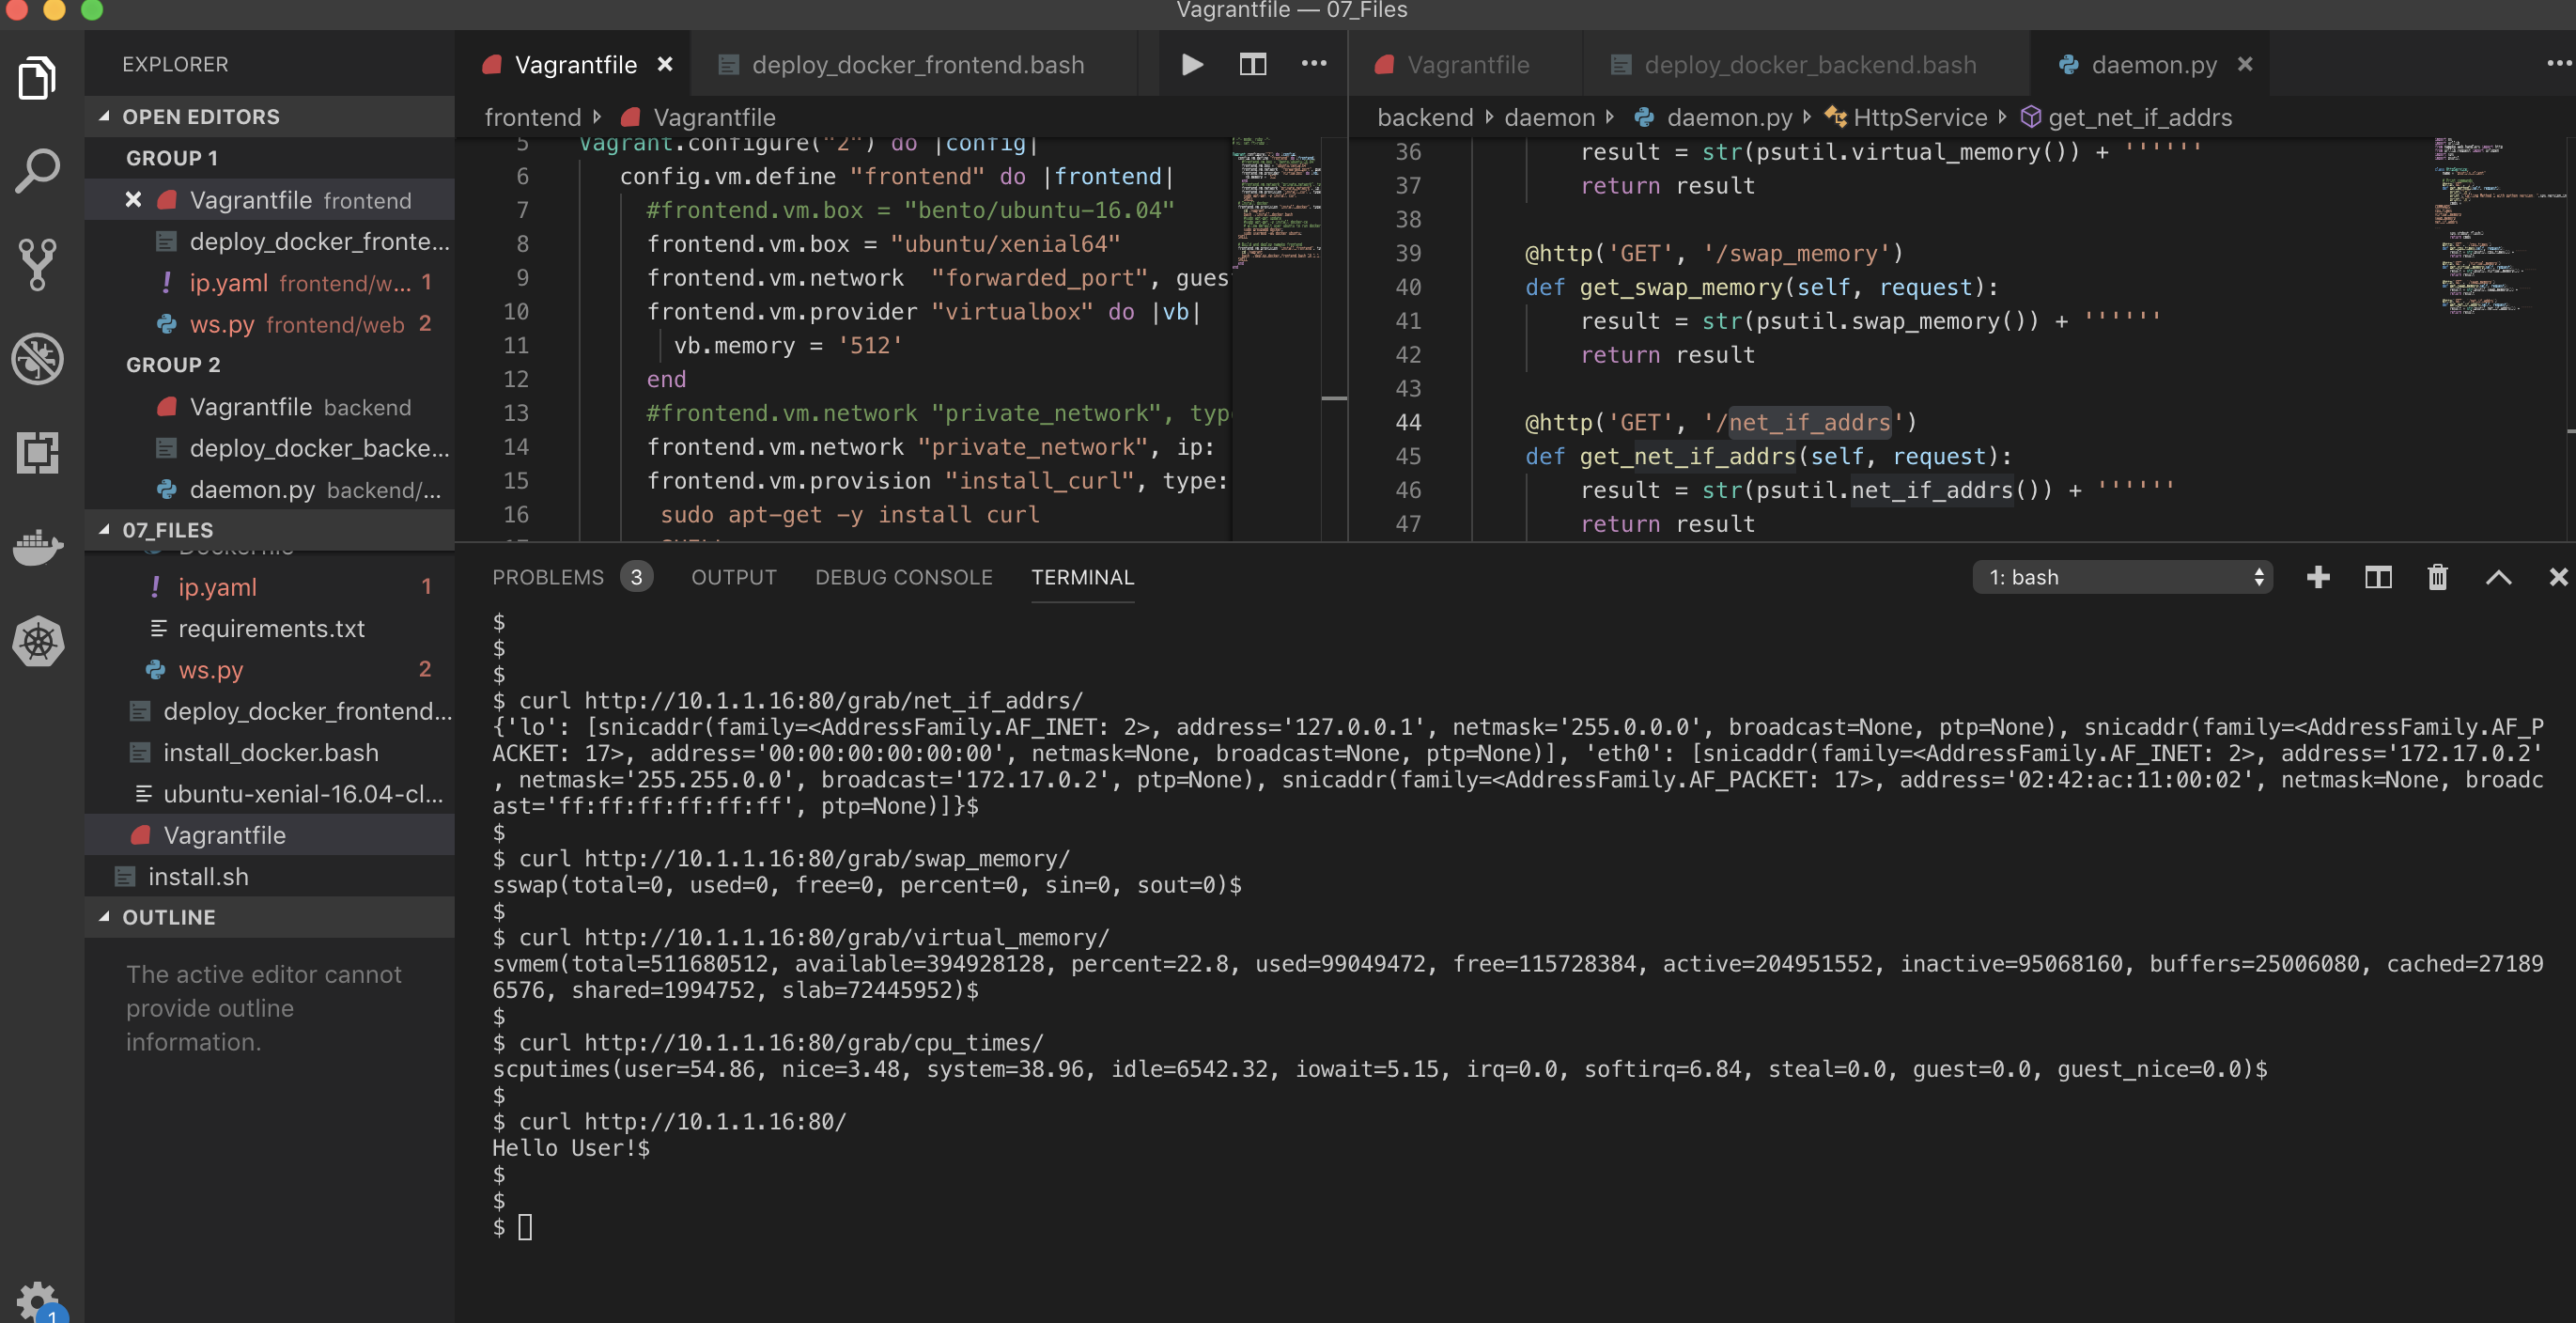 Vagrantfile — 07_Files
EXPLORER
OPEN EDITORS
GROUP 1
Vagrantfile frontend
deploy_docker_fronte...
ip.yaml frontend/w... 1
ws.py frontend/web 2
GROUP 2
Vagrantfile backend
deploy_docker_backe...
daemon.py backend/...
07_FILES
Dockerfile
ip.yaml 1
requirements.txt
ws.py 2
deploy_docker_frontend...
install_docker.bash
ubuntu-xenial-16.04-cl...
Vagrantfile
install.sh
OUTLINE
The active editor cannot
provide outline
information.
1
Vagrantfile
deploy_docker_frontend.bash
frontend Vagrantfile
5 Vagrant.configure("2") do |config|
6 config.vm.define "frontend" do |frontend|
7 #frontend.vm.box = "bento/ubuntu-16.04"
8 frontend.vm.box = "ubuntu/xenial64"
9 frontend.vm.network "forwarded_port", gues
10 frontend.vm.provider "virtualbox" do |vb|
11 vb.memory = '512'
12 end
13 #frontend.vm.network "private_network", typ
14 frontend.vm.network "private_network", ip:
15 frontend.vm.provision "install_curl", type:
16 sudo apt-get -y install curl
Vagrantfile
deploy_docker_backend.bash
daemon.py
backend daemon daemon.py HttpService get_net_if_addrs
36 result = str(psutil.virtual_memory()) + ''''''
37 return result
38
39 @http('GET', '/swap_memory')
40 def get_swap_memory(self, request):
41 result = str(psutil.swap_memory()) + ''''''
42 return result
43
44 @http('GET', '/net_if_addrs')
45 def get_net_if_addrs(self, request):
46 result = str(psutil.net_if_addrs()) + ''''''
47 return result
PROBLEMS 3 OUTPUT DEBUG CONSOLE TERMINAL
1: bash
$
$
$
$ curl http://10.1.1.16:80/grab/net_if_addrs/
{'lo': [snicaddr(family=<AddressFamily.AF_INET: 2>, address='127.0.0.1', netmask='255.0.0.0', broadcast=None, ptp=None), snicaddr(family=<AddressFamily.AF_P
ACKET: 17>, address='00:00:00:00:00:00', netmask=None, broadcast=None, ptp=None)], 'eth0': [snicaddr(family=<AddressFamily.AF_INET: 2>, address='172.17.0.2'
, netmask='255.255.0.0', broadcast='172.17.0.2', ptp=None), snicaddr(family=<AddressFamily.AF_PACKET: 17>, address='02:42:ac:11:00:02', netmask=None, broadc
ast='ff:ff:ff:ff:ff:ff', ptp=None)]}$
$
$ curl http://10.1.1.16:80/grab/swap_memory/
sswap(total=0, used=0, free=0, percent=0, sin=0, sout=0)$
$
$ curl http://10.1.1.16:80/grab/virtual_memory/
svmem(total=511680512, available=394928128, percent=22.8, used=99049472, free=115728384, active=204951552, inactive=95068160, buffers=25006080, cached=27189
6576, shared=1994752, slab=72445952)$
$
$ curl http://10.1.1.16:80/grab/cpu_times/
scputimes(user=54.86, nice=3.48, system=38.96, idle=6542.32, iowait=5.15, irq=0.0, softirq=6.84, steal=0.0, guest=0.0, guest_nice=0.0)$
$
$ curl http://10.1.1.16:80/
Hello User!$
$
$
$